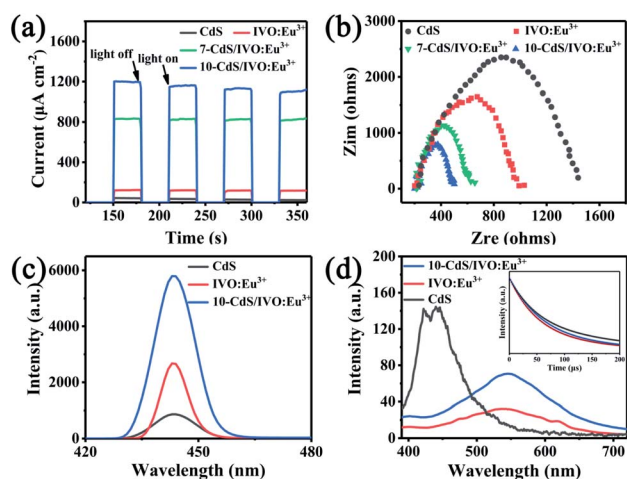 (a)
CdS IVO:Eu³⁺
7-CdS/IVO:Eu³⁺
10-CdS/IVO:Eu³⁺
light off
light on
1600
1200
800
400
0
Current (μA cm⁻²)
150 200 250 300 350
Time (s)
(b)
CdS IVO:Eu³⁺
7-CdS/IVO:Eu³⁺ 10-CdS/IVO:Eu³⁺
3000
2000
1000
0
Zim (ohms)
400 800 1200 1600
Zre (ohms)
(c)
CdS
IVO:Eu³⁺
10-CdS/IVO:Eu³⁺
6000
4000
2000
0
Intensity (a.u.)
420 450 480
Wavelength (nm)
(d)
10-CdS/IVO:Eu³⁺
IVO:Eu³⁺
CdS
200
160
120
80
40
0
Intensity (a.u.)
400 500 600 700
Wavelength (nm)
Intensity (a.u.)
0 50 100 150 200
Time (μs)